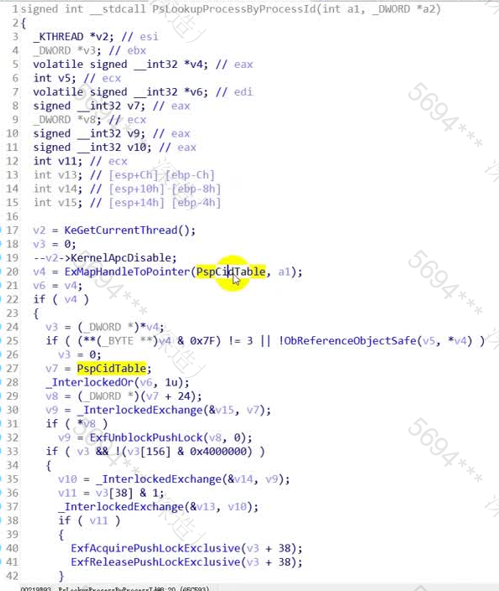 1 signed int __stdcall PsLookupProcessByProcessId(int a1, _DWORD *a2)
2 {
3 _KTHREAD *v2; // esi
4 _DWORD *v3; // ebx
5 volatile signed __int32 *v4; // eax
6 int v5; // ecx
7 volatile signed __int32 *v6; // edi
8 signed __int32 v7; // eax
9 _DWORD *v8; // ecx
10 signed __int32 v9; // eax
11 signed __int32 v10; // eax
12 int v11; // ecx
13 int v13; // [esp+Ch] [ebp-Ch]
14 int v14; // [esp+10h] [ebp-8h]
15 int v15; // [esp+14h] [ebp-4h]
16
17 v2 = KeGetCurrentThread();
18 v3 = 0;
19 --v2->KernelApcDisable;
20 v4 = ExMapHandleToPointer(PspCidTable, a1);
21 v6 = v4;
22 if ( v4 )
23 {
24 v3 = (_DWORD *)*v4;
25 if ( (**(_BYTE **)v4 & 0x7F) != 3 || !ObReferenceObjectSafe(v5, *v4) )
26 v3 = 0;
27 v7 = PspCidTable;
28 _InterlockedOr(v6, 1u);
29 v8 = (_DWORD *)(v7 + 24);
30 v9 = _InterlockedExchange(&v15, v7);
31 if ( *v8 )
32 v9 = ExfUnblockPushLock(v8, 0);
33 if ( v3 && !(v3[156] & 0x4000000) )
34 {
35 v10 = _InterlockedExchange(&v14, v9);
36 v11 = v3[38] & 1;
37 _InterlockedExchange(&v13, v10);
38 if ( v11 )
39 {
40 ExfAcquirePushLockExclusive(v3 + 38);
41 ExfReleasePushLockExclusive(v3 + 38);
42 }
5694***
5694***
5694***
5694***